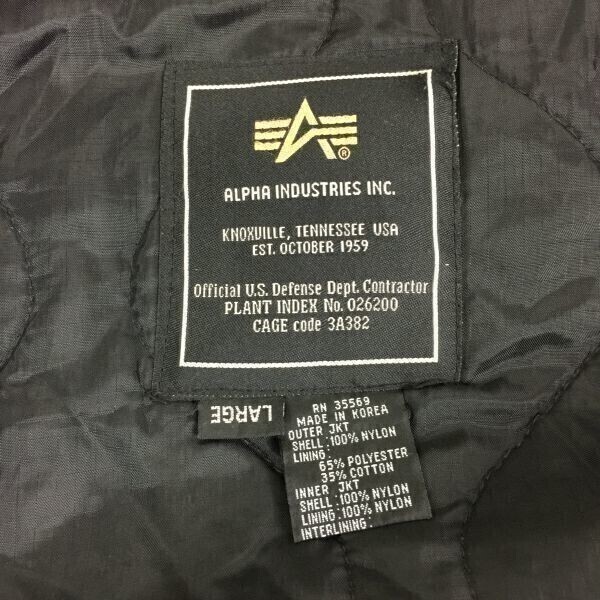 ®
ALPHA INDUSTRIES INC.
KNOXVILLE, TENNESSEE USA
EST. OCTOBER 1959
Official U.S. Defense Dept. Contractor
PLANT INDEX No. 026200
CAGE code 3A382
LARGE
RN 35569
MADE IN KOREA
OUTER JKT
SHELL:100% NYLON
LINING:
65% POLYESTER
35% COTTON
INNER JKT
SHELL:100% NYLON
LINING:100% NYLON
INTERLINING: